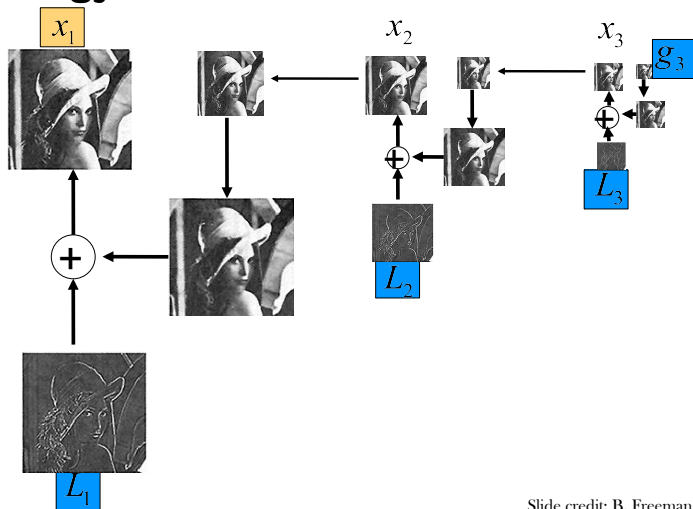 x₁
x₂
x₃
g₃
+
+
+
L₃
L₂
L₁
Slide credit: B. Freeman